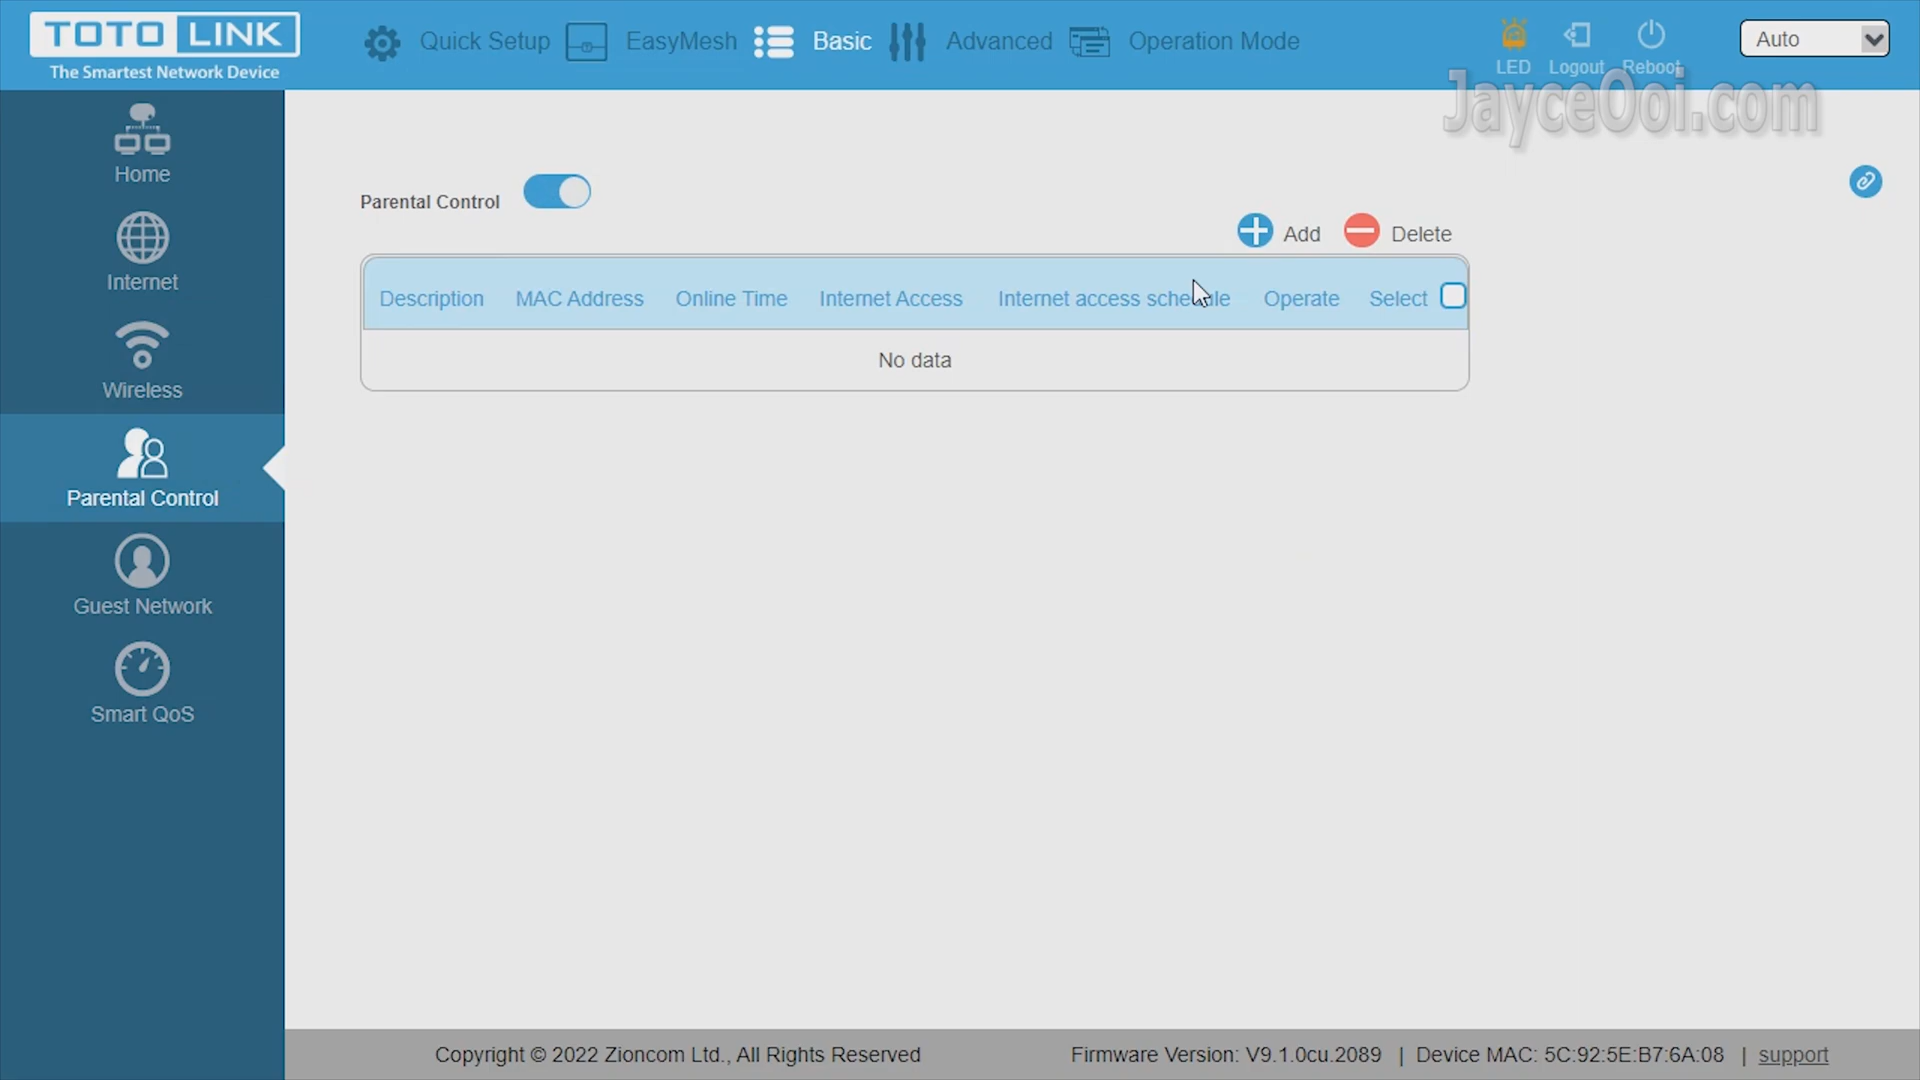 TOTO LINK
The Smartest Network Device
Quick Setup EasyMesh Basic Advanced Operation Mode
LED Logout Reboot
Auto
JayceOoi.com
Home
Internet
Wireless
Parental Control
Guest Network
Smart QoS
Parental Control
Add Delete
Description MAC Address Online Time Internet Access Internet access schedule Operate Select
No data
Copyright © 2022 Zioncom Ltd., All Rights Reserved
Firmware Version: V9.1.0cu.2089 | Device MAC: 5C:92:5E:B7:6A:08 | support